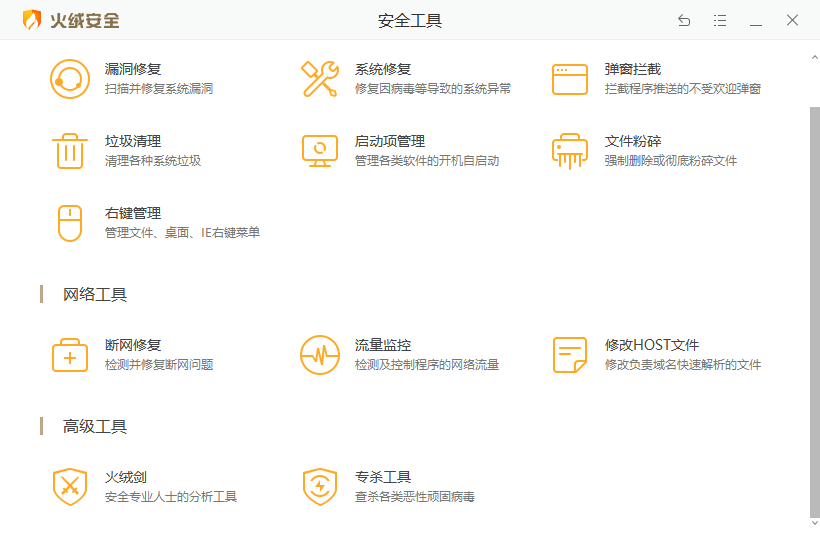 火绒安全
安全工具
漏洞修复
扫描并修复系统漏洞
系统修复
修复因病毒等导致的系统异常
弹窗拦截
拦截程序推送的不受欢迎弹窗
垃圾清理
清理各种系统垃圾
启动项管理
管理各类软件的开机自启动
文件粉碎
强制删除或彻底粉碎文件
右键管理
管理文件、桌面、IE右键菜单
网络工具
断网修复
检测并修复断网问题
流量监控
检测及控制程序的网络流量
修改HOST文件
修改负责域名快速解析的文件
高级工具
火绒剑
安全专业人士的分析工具
专杀工具
查杀各类恶性顽固病毒